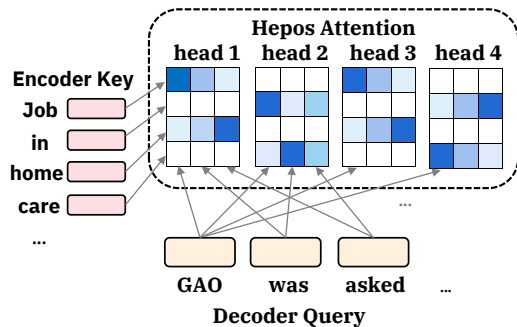 Hepos Attention
head 1 head 2 head 3 head 4
Encoder Key
Job
in
home
care
...
...
GAO was asked ...
Decoder Query